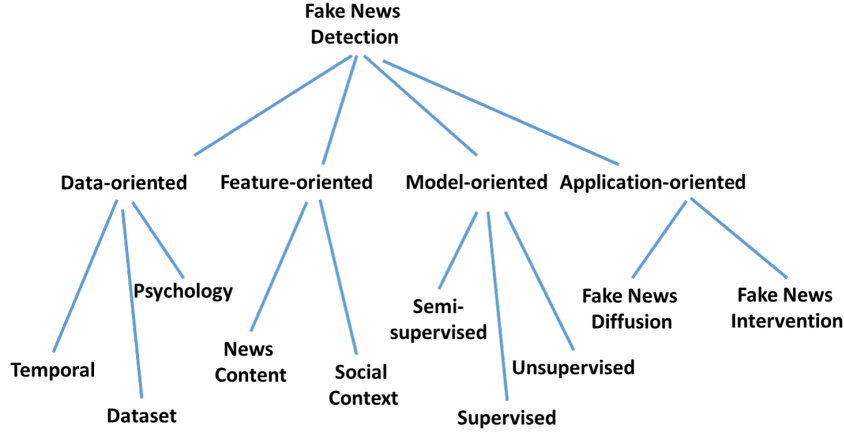 Fake News
Detection
Data-oriented
Feature-oriented
Model-oriented
Application-oriented
Psychology
Temporal
Dataset
News
Content
Social
Context
Semi-
supervised
Unsupervised
Supervised
Fake News
Diffusion
Fake News
Intervention